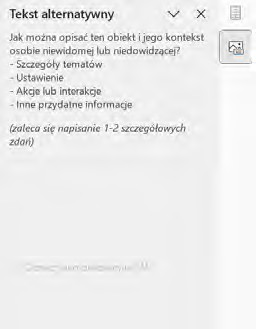 Tekst alternatywny
Jak można opisać ten obiekt i jego kontekst
osobie niewidomej lub niedowidzącej?
- Szczegóły tematów
- Ustawienie
- Akcje lub interakcje
- Inne przydatne informacje
(zaleca się napisanie 1-2 szczegółowych
zdań)